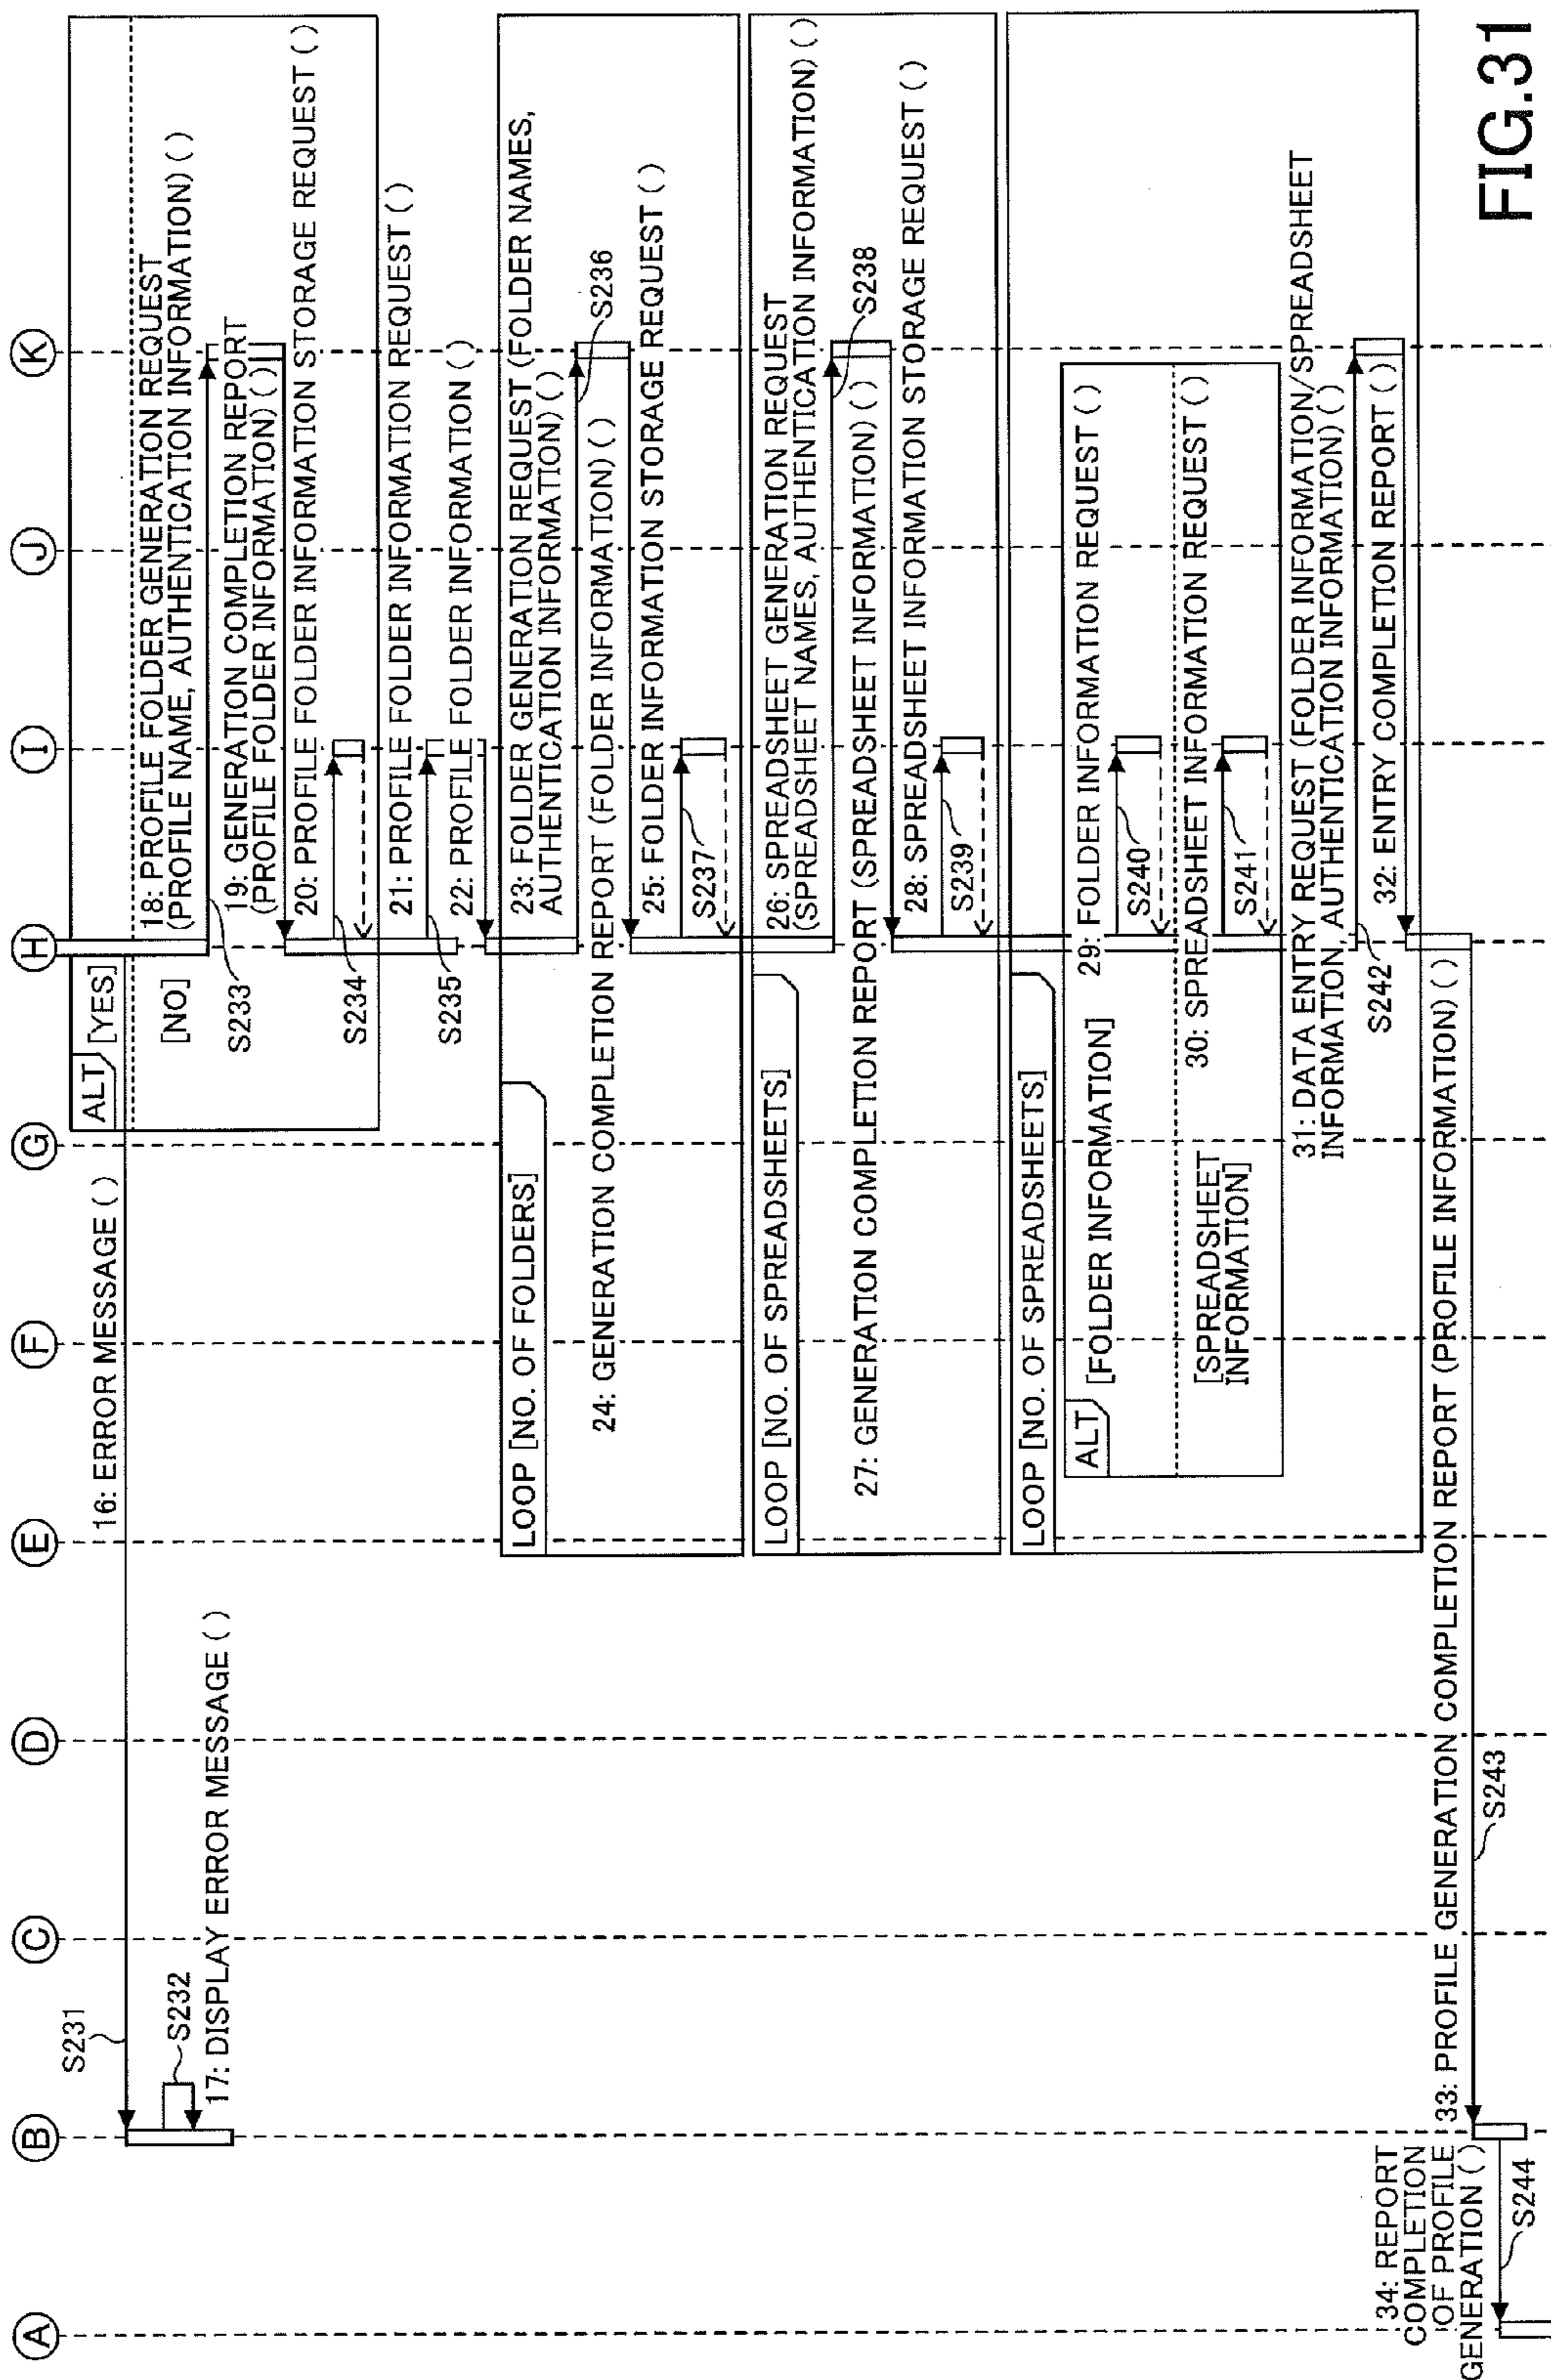 A
B
C
D
E
F
G
H
I
J
K
ALT
[YES]
16: ERROR MESSAGE ( )
S231
S232
17: DISPLAY ERROR MESSAGE ( )
[NO]
18: PROFILE FOLDER GENERATION REQUEST
(PROFILE NAME, AUTHENTICATION INFORMATION) ( )
S233
19: GENERATION COMPLETION REPORT
(PROFILE FOLDER INFORMATION) ( )
20: PROFILE FOLDER INFORMATION STORAGE REQUEST ( )
S234
21: PROFILE FOLDER INFORMATION REQUEST ( )
S235
22: PROFILE FOLDER INFORMATION ( )
LOOP [NO. OF FOLDERS]
23: FOLDER GENERATION REQUEST (FOLDER NAMES,
AUTHENTICATION INFORMATION) ( )
S236
24: GENERATION COMPLETION REPORT (FOLDER INFORMATION) ( )
25: FOLDER INFORMATION STORAGE REQUEST ( )
S237
LOOP [NO. OF SPREADSHEETS]
26: SPREADSHEET GENERATION REQUEST
(SPREADSHEET NAMES, AUTHENTICATION INFORMATION) ( )
S238
27: GENERATION COMPLETION REPORT (SPREADSHEET INFORMATION) ( )
28: SPREADSHEET INFORMATION STORAGE REQUEST ( )
S239
LOOP [NO. OF SPREADSHEETS]
ALT
[FOLDER INFORMATION]
29: FOLDER INFORMATION REQUEST ( )
S240
[SPREADSHEET
INFORMATION]
30: SPREADSHEET INFORMATION REQUEST ( )
S241
31: DATA ENTRY REQUEST (FOLDER INFORMATION/SPREADSHEET
INFORMATION, AUTHENTICATION INFORMATION) ( )
S242
32: ENTRY COMPLETION REPORT ( )
33: PROFILE GENERATION COMPLETION REPORT (PROFILE INFORMATION) ( )
S243
34: REPORT
COMPLETION
OF PROFILE
GENERATION ( )
S244
FIG.31